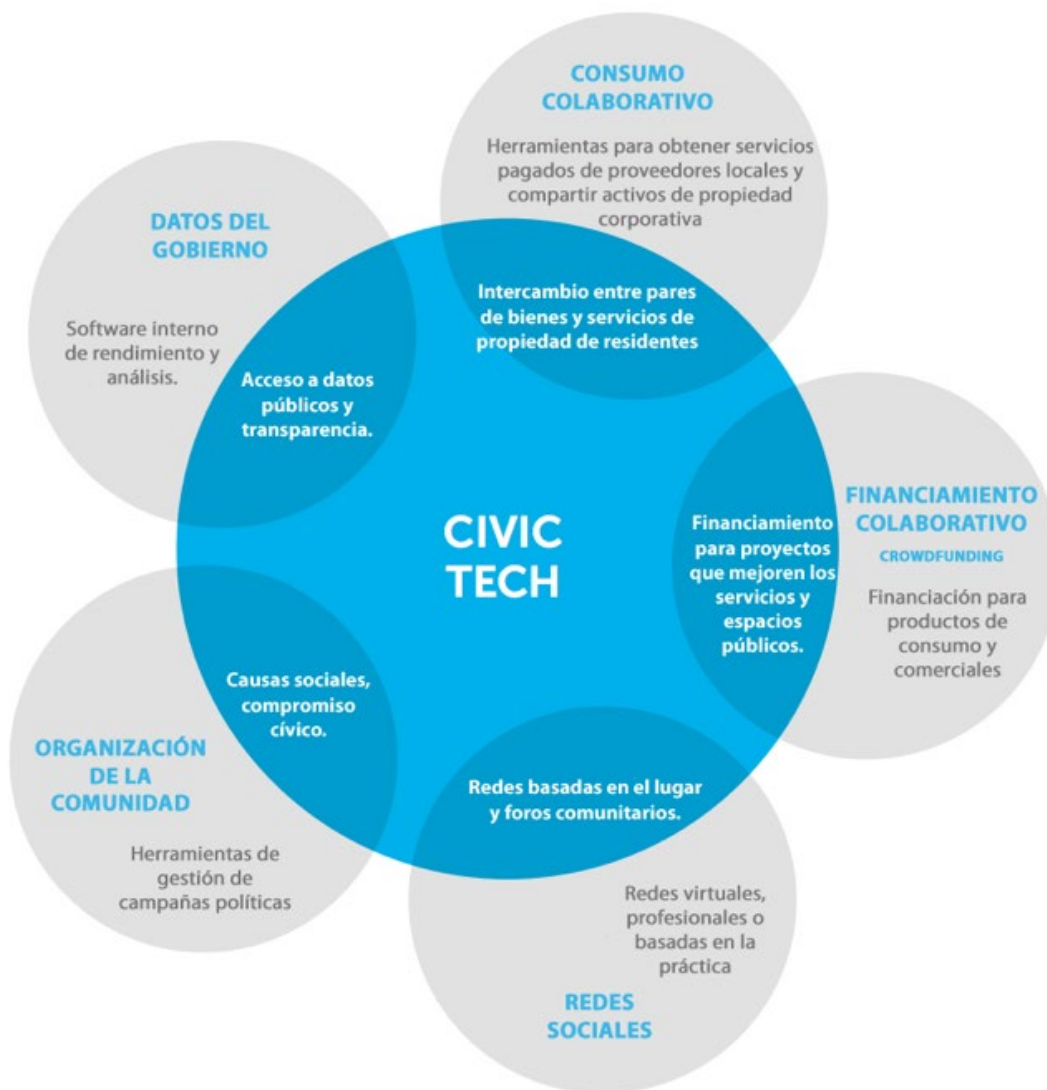 CONSUMO
COLABORATIVO
Herramientas para obtener servicios
pagados de proveedores locales y
compartir activos de propiedad
corporativa
Intercambio entre pares
de bienes y servicios de
propiedad de residentes
DATOS DEL
GOBIERNO
Software interno
de rendimiento y
análisis.
Acceso a datos
públicos y
transparencia.
CIVIC
TECH
FINANCIAMIENTO
COLABORATIVO
CROWDFUNDING
Financiación para
productos de
consumo y
comerciales
Financiamiento
para proyectos
que mejoren los
servicios y
espacios
públicos.
Causas sociales,
compromiso
cívico.
ORGANIZACIÓN
DE LA
COMUNIDAD
Herramientas de
gestión de
campañas políticas
Redes basadas en el lugar
y foros comunitarios.
Redes virtuales,
profesionales o
basadas en la
práctica
REDES
SOCIALES